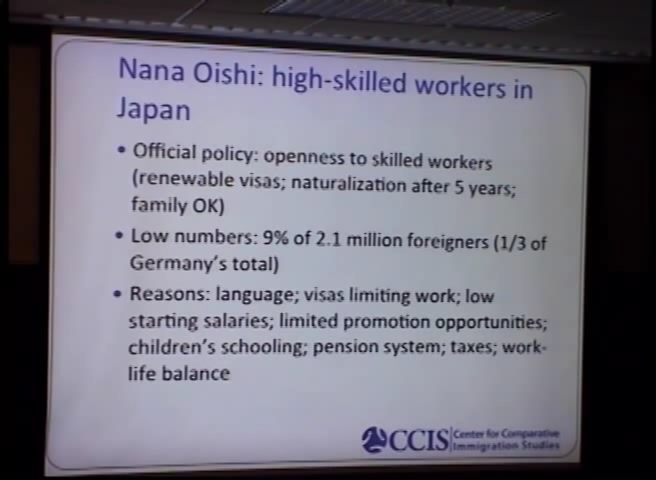 Nana Oishi: high-skilled workers in
Japan
• Official policy: openness to skilled workers
(renewable visas; naturalization after 5 years;
family OK)
• Low numbers: 9% of 2.1 million foreigners (1/3 of
Germany's total)
• Reasons: language; visas limiting work; low
starting salaries; limited promotion opportunities;
children's schooling; pension system; taxes; work-
life balance
CCIS Center for Comparative
Immigration Studies